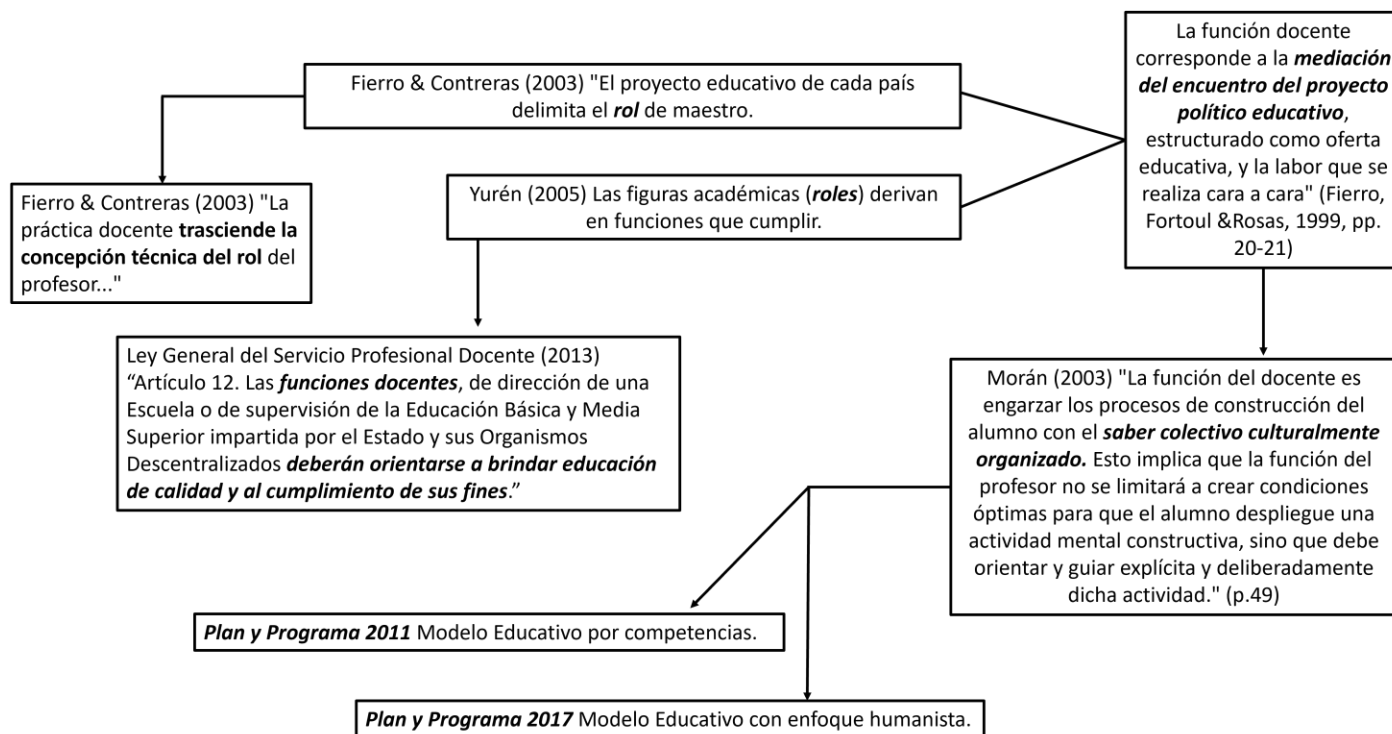 La función docente
corresponde a la mediación
del encuentro del proyecto
político educativo,
estructurado como oferta
educativa, y la labor que se
realiza cara a cara" (Fierro,
Fortoul &Rosas, 1999, pp.
20-21)
Fierro & Contreras (2003) "El proyecto educativo de cada país
delimita el rol de maestro.
Fierro & Contreras (2003) "La
práctica docente trasciende la
concepción técnica del rol del
profesor..."
Yurén (2005) Las figuras académicas (roles) derivan
en funciones que cumplir.
Ley General del Servicio Profesional Docente (2013)
“Artículo 12. Las funciones docentes, de dirección de una
Escuela o de supervisión de la Educación Básica y Media
Superior impartida por el Estado y sus Organismos
Descentralizados deberán orientarse a brindar educación
de calidad y al cumplimiento de sus fines.”
Morán (2003) "La función del docente es
engarzar los procesos de construcción del
alumno con el saber colectivo culturalmente
organizado. Esto implica que la función del
profesor no se limitará a crear condiciones
óptimas para que el alumno despliegue una
actividad mental constructiva, sino que debe
orientar y guiar explícita y deliberadamente
dicha actividad." (p.49)
Plan y Programa 2011 Modelo Educativo por competencias.
Plan y Programa 2017 Modelo Educativo con enfoque humanista.